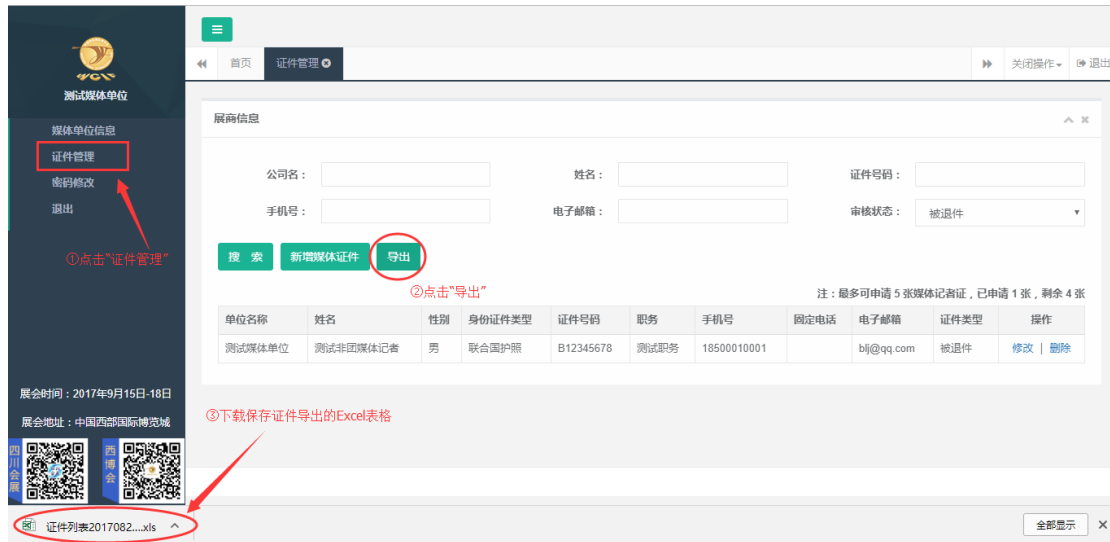 WCIF
测试媒体单位
媒体单位信息
证件管理
密码修改
退出
①点击“证件管理”
展会时间：2017年9月15日-18日
展会地址：中国西部国际博览城
四川会展
西博会
首页 证件管理
关闭操作 退出
展商信息
公司名： 姓名： 证件号码：
手机号： 电子邮箱： 审核状态： 被退件
搜 索 新增媒体证件 导出
②点击“导出”
注：最多可申请 5 张媒体记者证，已申请 1 张，剩余 4 张
单位名称 姓名 性别 身份证件类型 证件号码 职务 手机号 固定电话 电子邮箱 证件类型 操作
测试媒体单位 测试非团媒体记者 男 联合国护照 B12345678 测试职务 18500010001 blj@qq.com 被退件 修改 | 删除
③下载保存证件导出的Excel表格
证件列表2017082....xls
全部显示